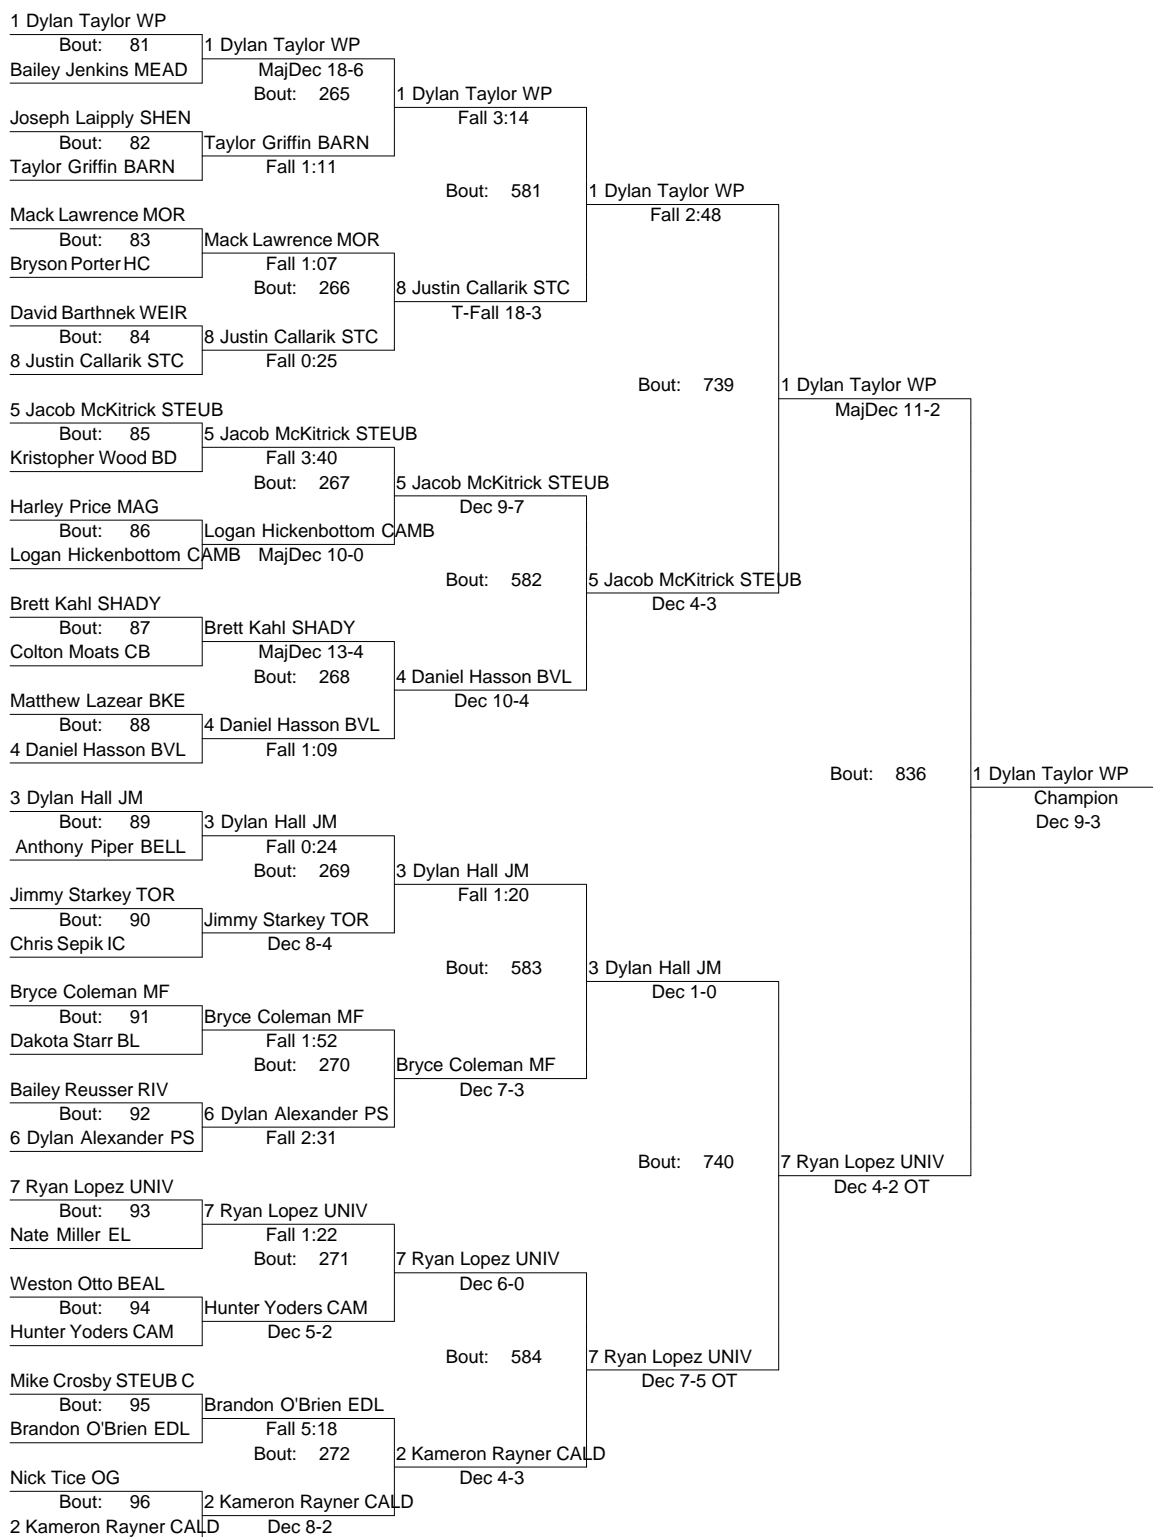 1 Dylan Taylor WP
Bout: 81
1 Dylan Taylor WP
Bailey Jenkins MEAD
MajDec 18-6
Bout: 265
1 Dylan Taylor WP
Joseph Laipply SHEN
Fall 3:14
Bout: 82
Taylor Griffin BARN
Taylor Griffin BARN
Fall 1:11
Bout: 581
1 Dylan Taylor WP
Mack Lawrence MOR
Fall 2:48
Bout: 83
Mack Lawrence MOR
Bryson Porter HC
Fall 1:07
Bout: 266
8 Justin Callarik STC
David Barthnek WEIR
T-Fall 18-3
Bout: 84
8 Justin Callarik STC
8 Justin Callarik STC
Fall 0:25
Bout: 739
1 Dylan Taylor WP
5 Jacob McKitrick STEUB
MajDec 11-2
Bout: 85
5 Jacob McKitrick STEUB
Kristopher Wood BD
Fall 3:40
Bout: 267
5 Jacob McKitrick STEUB
Harley Price MAG
Dec 9-7
Bout: 86
Logan Hickenbottom CAMB
Logan Hickenbottom CAMB
MajDec 10-0
Bout: 582
5 Jacob McKitrick STEUB
Brett Kahl SHADY
Dec 4-3
Bout: 87
Brett Kahl SHADY
Colton Moats CB
MajDec 13-4
Bout: 268
4 Daniel Hasson BVL
Matthew Lazear BKE
Dec 10-4
Bout: 88
4 Daniel Hasson BVL
4 Daniel Hasson BVL
Fall 1:09
Bout: 836
1 Dylan Taylor WP
3 Dylan Hall JM
Champion
Bout: 89
3 Dylan Hall JM
Dec 9-3
Anthony Piper BELL
Fall 0:24
Bout: 269
3 Dylan Hall JM
Jimmy Starkey TOR
Fall 1:20
Bout: 90
Jimmy Starkey TOR
Chris Sepik IC
Dec 8-4
Bout: 583
3 Dylan Hall JM
Bryce Coleman MF
Dec 1-0
Bout: 91
Bryce Coleman MF
Dakota Starr BL
Fall 1:52
Bout: 270
Bryce Coleman MF
Bailey Reusser RIV
Dec 7-3
Bout: 92
6 Dylan Alexander PS
6 Dylan Alexander PS
Fall 2:31
Bout: 740
7 Ryan Lopez UNIV
7 Ryan Lopez UNIV
Dec 4-2 OT
Bout: 93
7 Ryan Lopez UNIV
Nate Miller EL
Fall 1:22
Bout: 271
7 Ryan Lopez UNIV
Weston Otto BEAL
Dec 6-0
Bout: 94
Hunter Yoders CAM
Hunter Yoders CAM
Dec 5-2
Bout: 584
7 Ryan Lopez UNIV
Mike Crosby STEUB C
Dec 7-5 OT
Bout: 95
Brandon O'Brien EDL
Brandon O'Brien EDL
Fall 5:18
Bout: 272
2 Kameron Rayner CALD
Nick Tice OG
Dec 4-3
Bout: 96
2 Kameron Rayner CALD
2 Kameron Rayner CALD
Dec 8-2